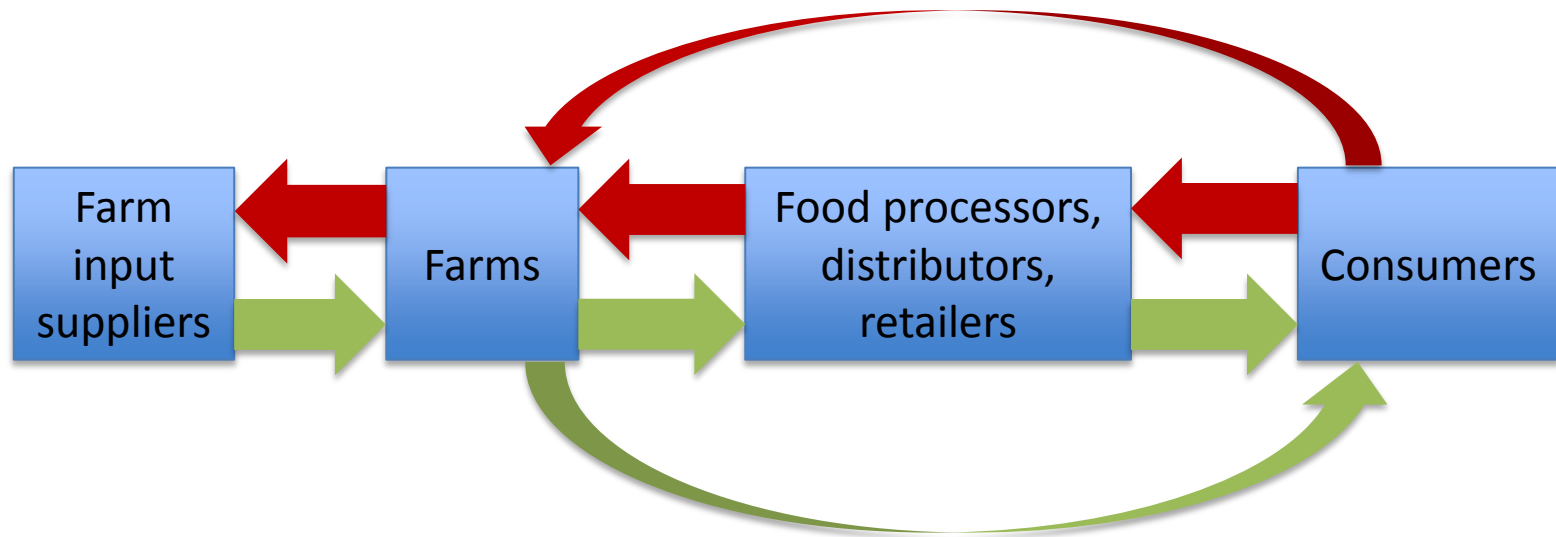 Farm
input
suppliers
Farms
Food processors,
distributors,
retailers
Consumers